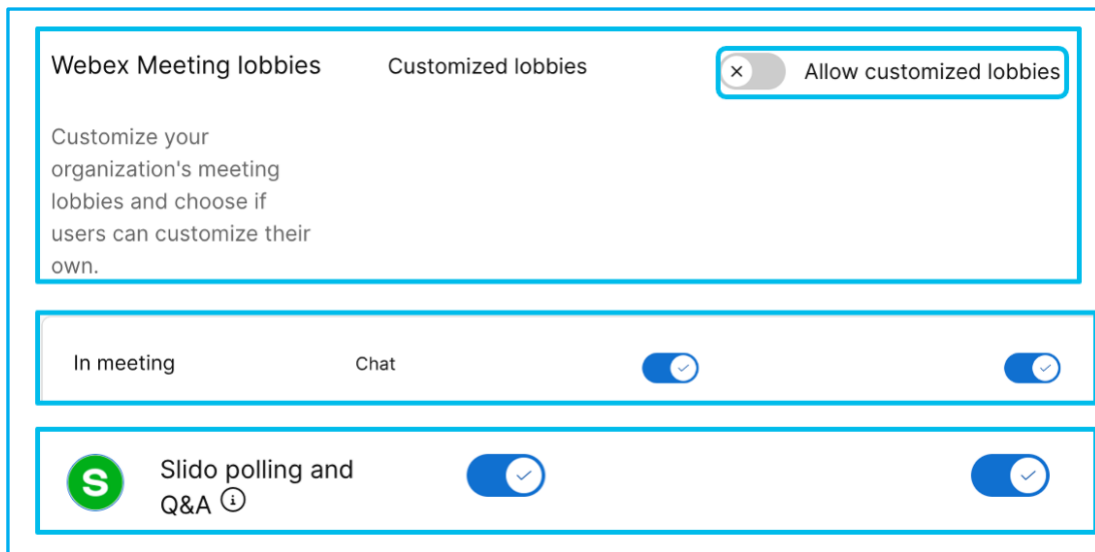 Webex Meeting lobbies
Customized lobbies
Allow customized lobbies
Customize your
organization's meeting
lobbies and choose if
users can customize their
own.
In meeting
Chat
S
Slido polling and
Q&A